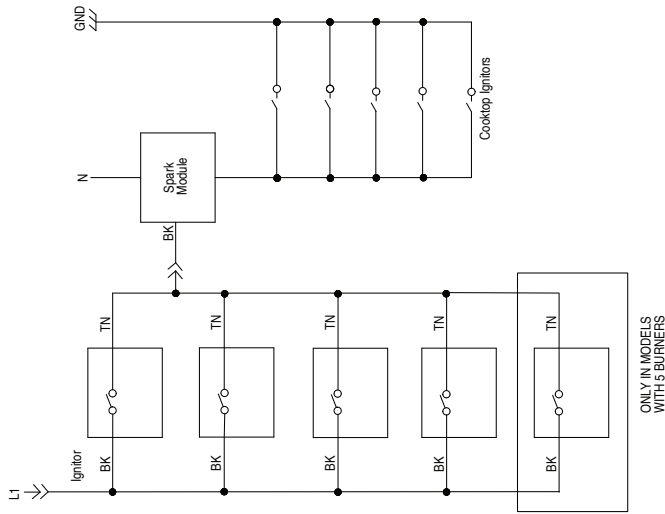 GND
N
Spark
Module
BK
Cooktop Ignitors
TN
TN
TN
TN
TN
Ignitor
BK
BK
BK
BK
BK
L1
ONLY IN MODELS
WITH 5 BURNERS